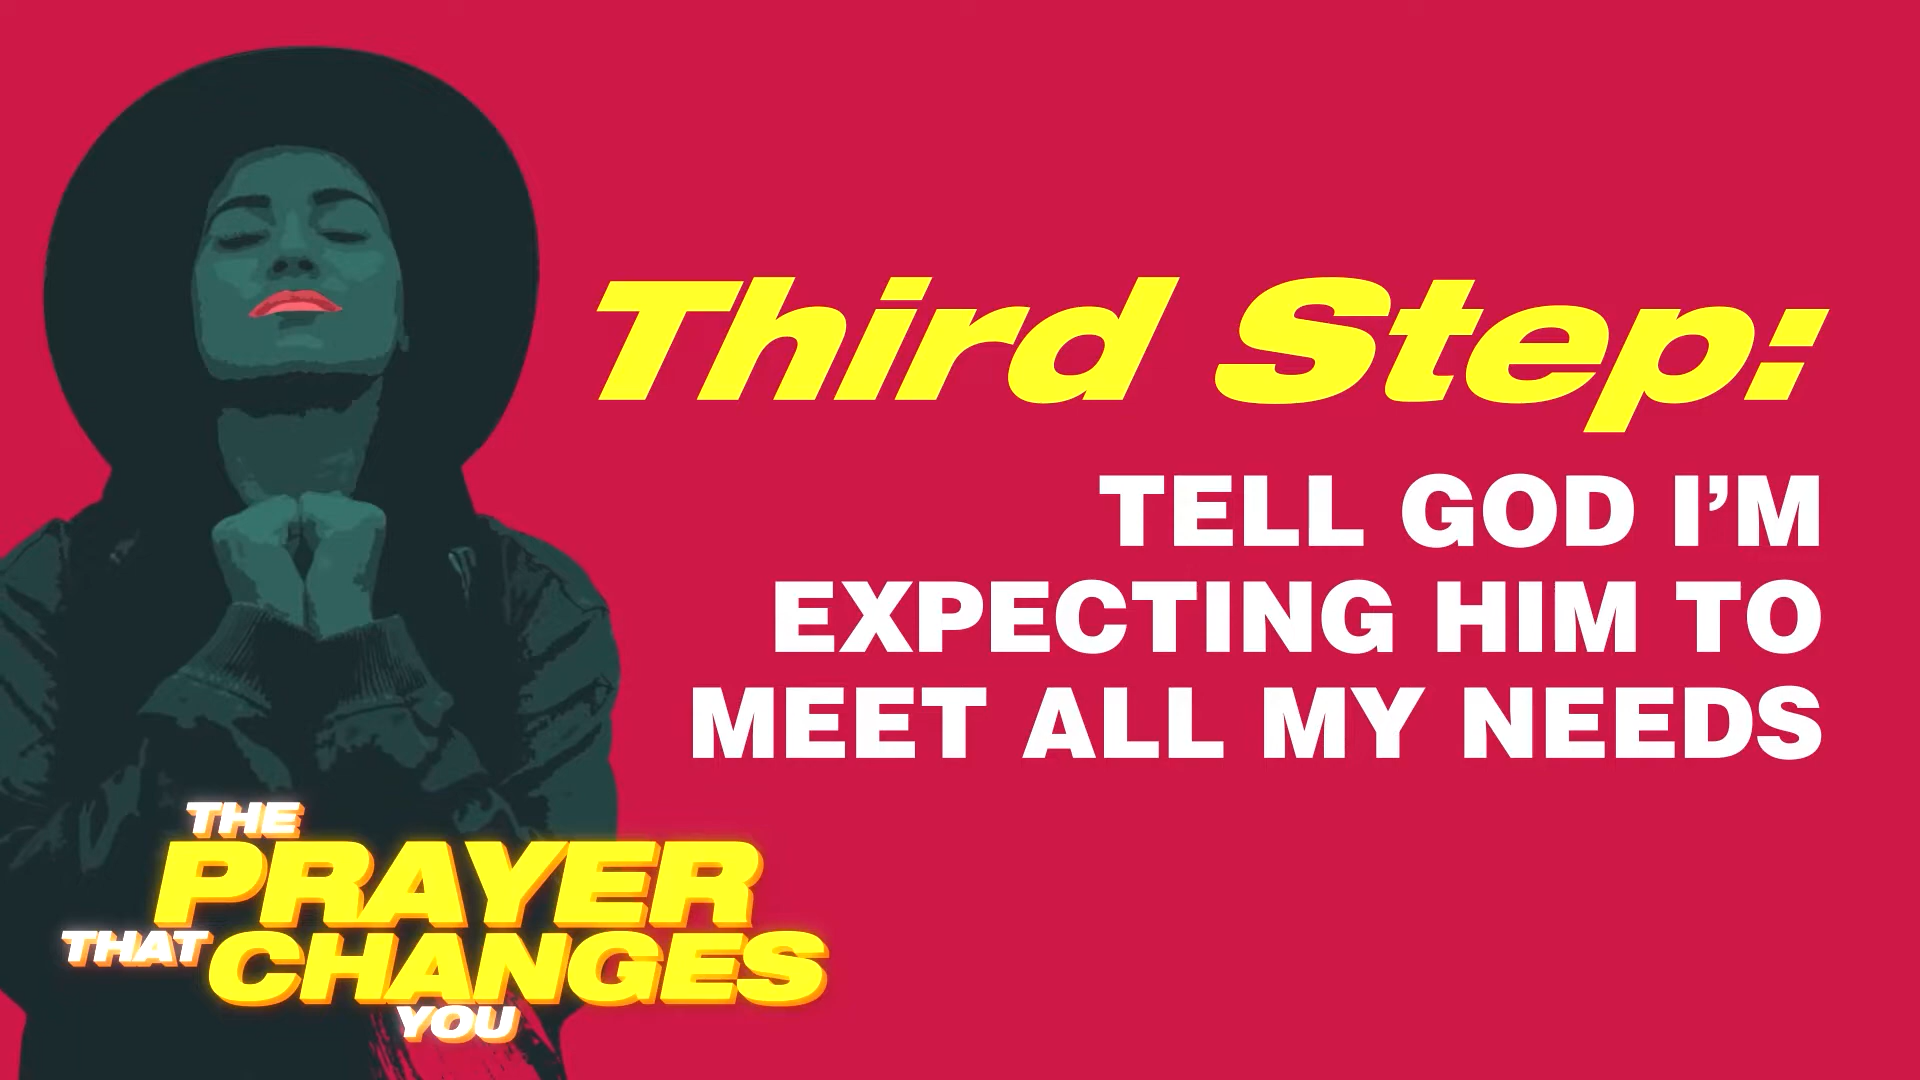 Third Step:
TELL GOD I’M
EXPECTING HIM TO
MEET ALL MY NEEDS
THE
PRAYER
THAT CHANGES
YOU